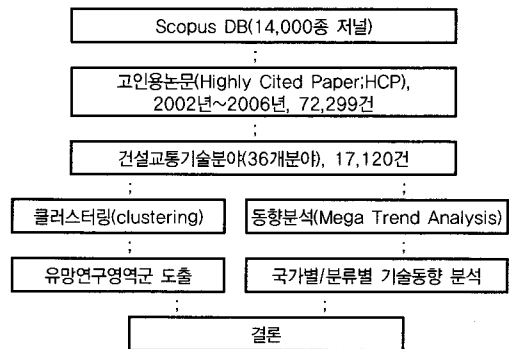 Scopus DB(14,000종 저널)
고인용논문(Highly Cited Paper;HCP),
2002년~2006년, 72,299건
건설교통기술분야(36개분야), 17,120건
클러스터링(clustering)
동향분석(Mega Trend Analysis)
유망연구영역군 도출
국가별/분류별 기술동향 분석
결론